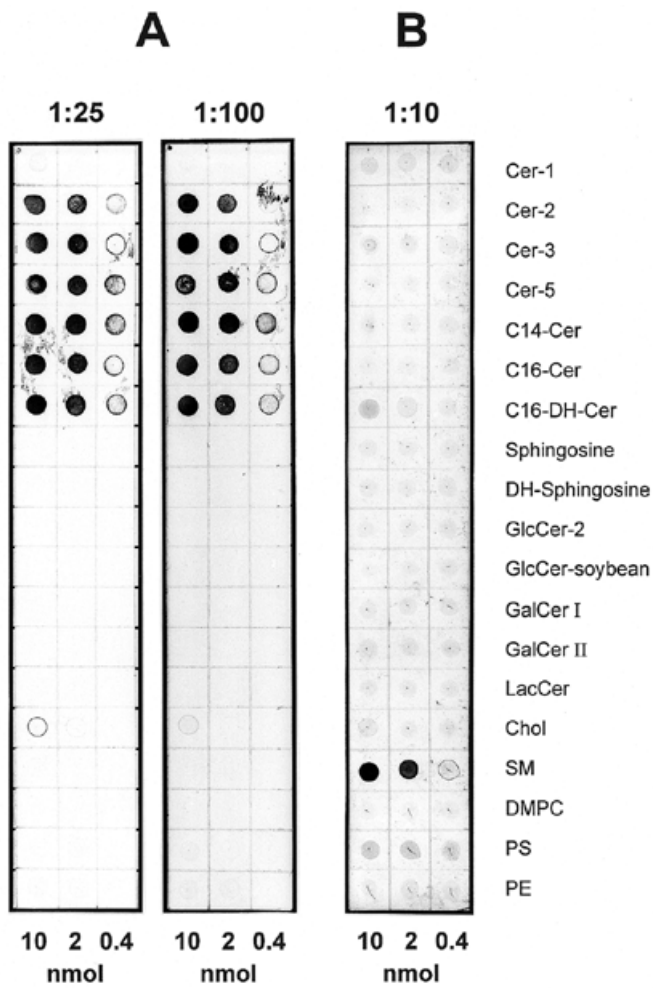 A B
1:25 1:100 1:10
Cer-1
Cer-2
Cer-3
Cer-5
C14-Cer
C16-Cer
C16-DH-Cer
Sphingosine
DH-Sphingosine
GlcCer-2
GlcCer-soybean
GalCer I
GalCer II
LacCer
Chol
SM
DMPC
PS
PE
10 2 0.4 10 2 0.4 10 2 0.4
nmol nmol nmol